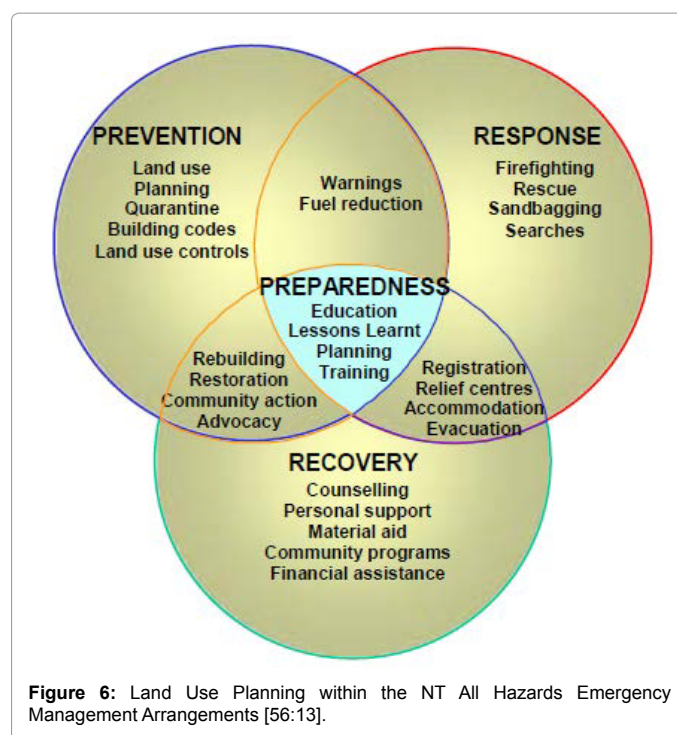 PREVENTION
Land use
Planning
Quarantine
Building codes
Land use controls
Warnings
Fuel reduction
RESPONSE
Firefighting
Rescue
Sandbagging
Searches
PREPAREDNESS
Education
Lessons Learnt
Planning
Training
Rebuilding
Restoration
Community action
Advocacy
Registration
Relief centres
Accommodation
Evacuation
RECOVERY
Counselling
Personal support
Material aid
Community programs
Financial assistance
Figure 6: Land Use Planning within the NT All Hazards Emergency
Management Arrangements [56:13].